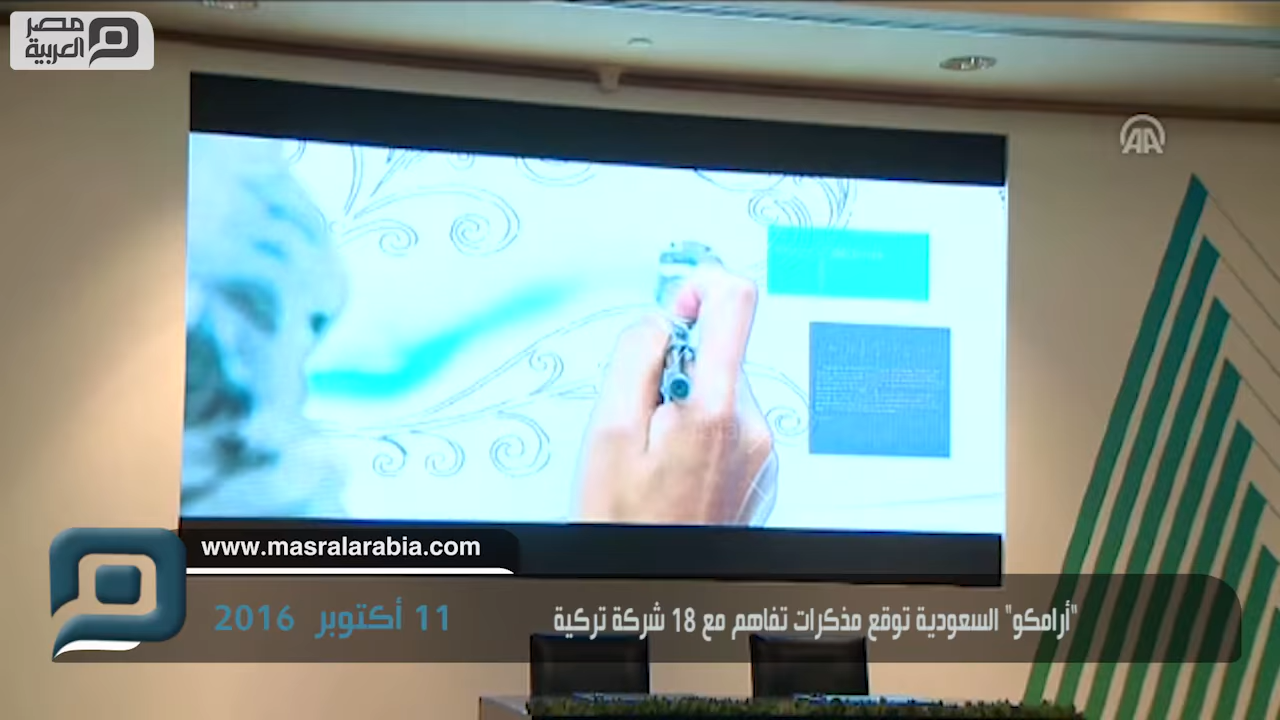 مصر
العربية
AA
www.masralarabia.com
"أرامكو" السعودية توقع مذكرات تفاهم مع 18 شركة تركية
11 أكتوبر 2016